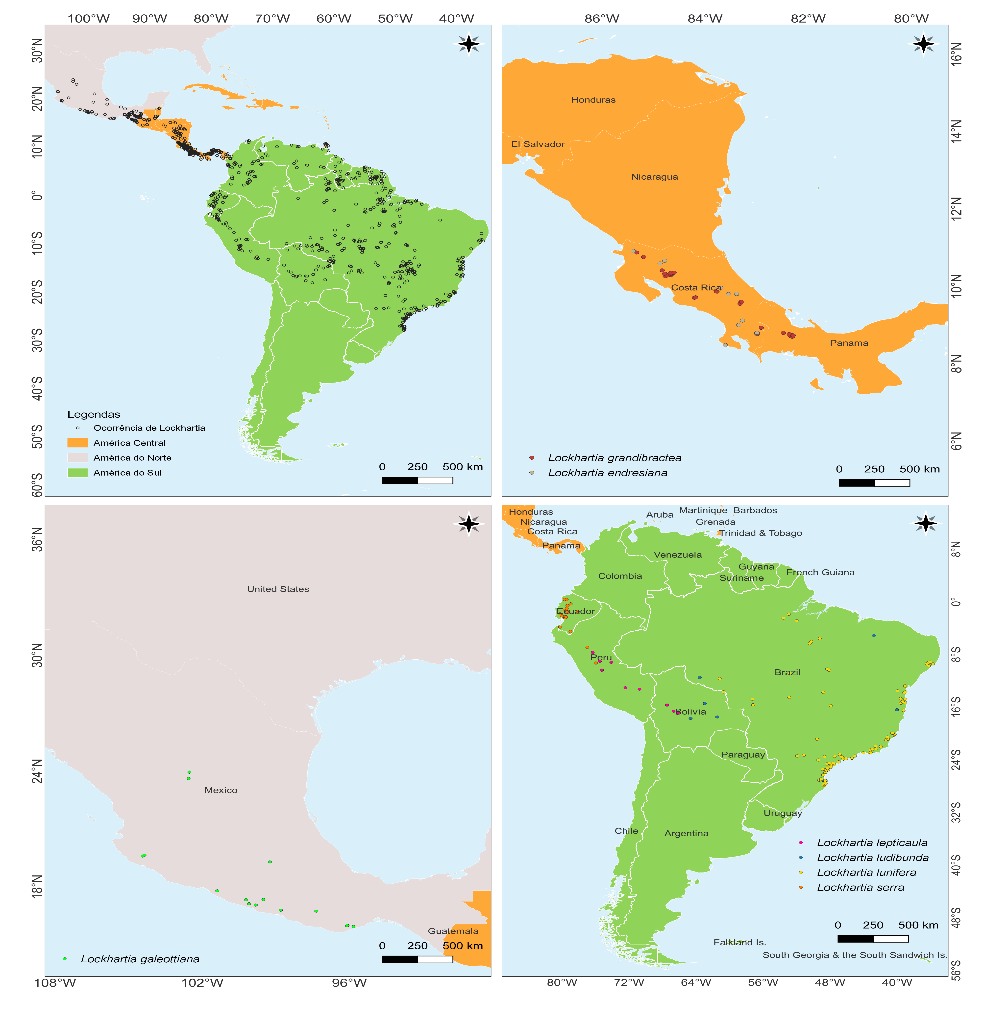 100°W 90°W 80°W 70°W 60°W 50°W 40°W
86°W 84°W 82°W 80°W
30°N
20°N
10°N
0°
10°S
20°S
30°S
40°S
50°S
60°S
Legendas
Ocorrência de Lockhartia
América Central
América do Norte
América do Sul
0 250 500 km
Honduras
El Salvador
Nicaragua
Costa Rica
Panama
16°N
14°N
12°N
10°N
8°N
6°N
Lockhartia grandibractea
Lockhartia endresiana
0 250 500 km
36°N
30°N
24°N
18°N
United States
Mexico
Guatemala
0 250 500 km
Lockhartia galeottiana
108°W 102°W 96°W
Honduras
Nicaragua
Costa Rica
Panama
Aruba
Martinique Barbados
Grenada
Trinidad & Tobago
Venezuela
Guyana
Suriname
French Guiana
Colombia
Ecuador
Peru
Brazil
Bolivia
Paraguay
Uruguay
Chile
Argentina
Lockhartia lepticaula
Lockhartia ludibunda
Lockhartia lunifera
Lockhartia serra
0 250 500 km
Falkland Is.
South Georgia & the South Sandwich Is.
8°N
0°
8°S
16°S
24°S
32°S
40°S
48°S
56°S
80°W 72°W 64°W 56°W 48°W 40°W